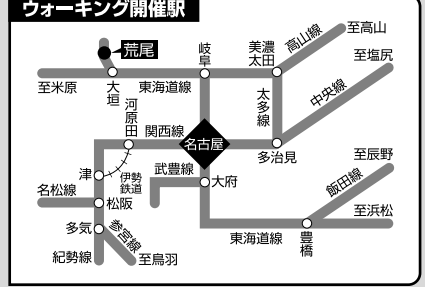 ウォーキング開催駅
荒尾
岐阜
美濃太田
高山線
至高山
至塩尻
至米原
大垣
東海道線
太多線
中央線
河原田
関西線
名古屋
多治見
津
伊勢鉄道
武豊線
大府
至辰野
飯田線
名松線
松阪
至浜松
多気
参宮線
東海道線
豊橋
紀勢線
至鳥羽